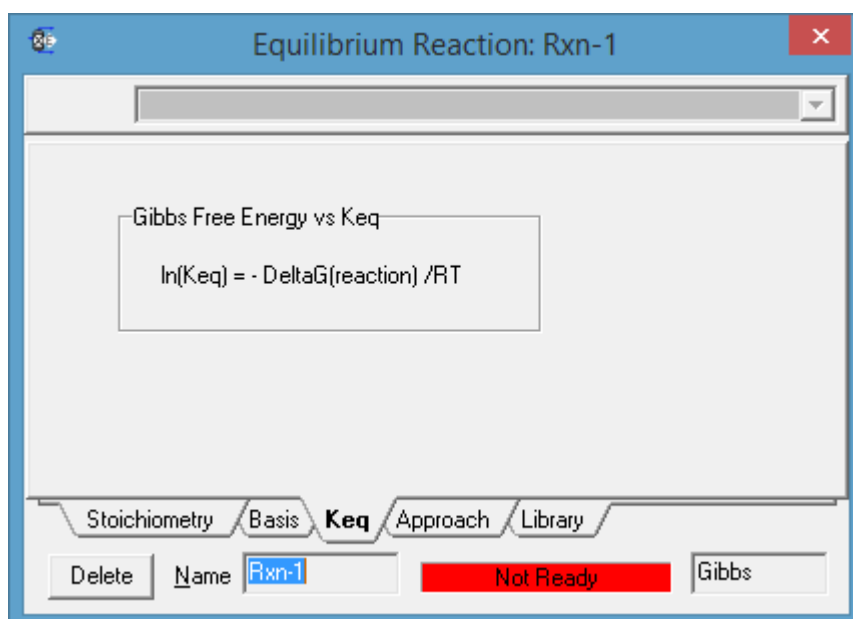 Equilibrium Reaction: Rxn-1
Gibbs Free Energy vs Keq
ln(Keq) = - DeltaG(reaction) /RT
Stoichiometry Basis Keq Approach Library
Delete Name Rxn-1 Not Ready Gibbs